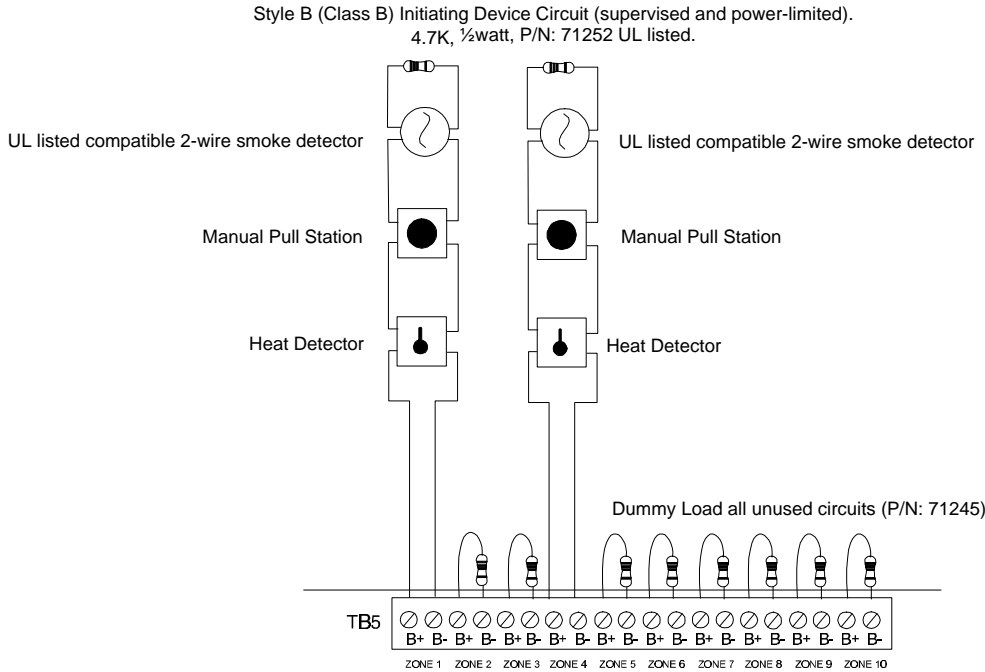 Style B (Class B) Initiating Device Circuit (supervised and power-limited).
4.7K, ½watt, P/N: 71252 UL listed.
UL listed compatible 2-wire smoke detector
UL listed compatible 2-wire smoke detector
Manual Pull Station
Manual Pull Station
Heat Detector
Heat Detector
Dummy Load all unused circuits (P/N: 71245)
TB5
B+ B- B+ B- B+ B- B+ B- B+ B- B+ B- B+ B- B+ B- B+ B- B+ B-
ZONE 1 ZONE 2 ZONE 3 ZONE 4 ZONE 5 ZONE 6 ZONE 7 ZONE 8 ZONE 9 ZONE 10